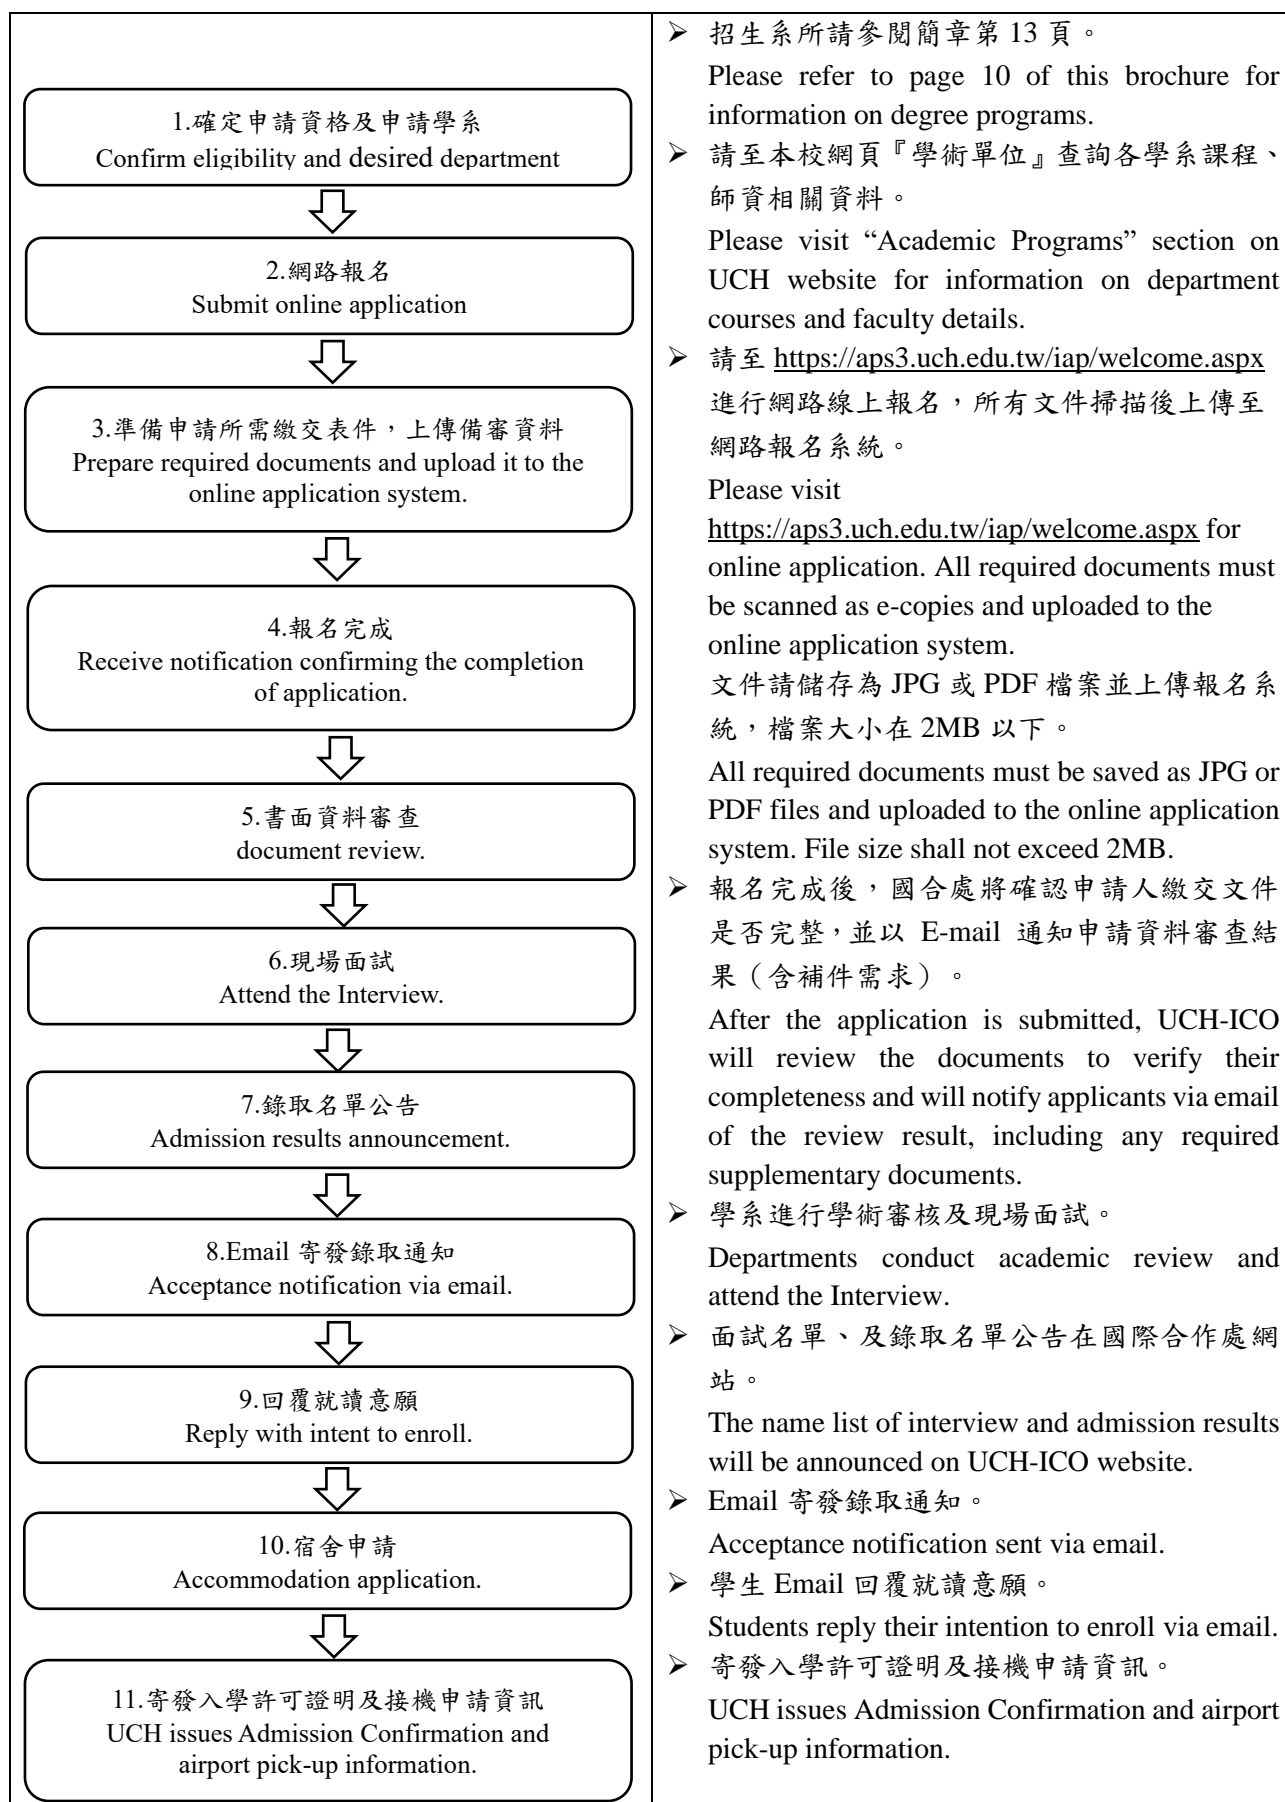 1.確定申請資格及申請學系
Confirm eligibility and desired department
2.網路報名
Submit online application
3.準備申請所需繳交表件，上傳備審資料
Prepare required documents and upload it to the
online application system.
4.報名完成
Receive notification confirming the completion
of application.
5.書面資料審查
document review.
6.現場面試
Attend the Interview.
7.錄取名單公告
Admission results announcement.
8.Email 寄發錄取通知
Acceptance notification via email.
9.回覆就讀意願
Reply with intent to enroll.
10.宿舍申請
Accommodation application.
11.寄發入學許可證明及接機申請資訊
UCH issues Admission Confirmation and
airport pick-up information.
➢ 招生系所請參閱簡章第 13 頁。
Please refer to page 10 of this brochure for
information on degree programs.
➢ 請至本校網頁『學術單位』查詢各學系課程、
師資相關資料。
Please visit “Academic Programs” section on
UCH website for information on department
courses and faculty details.
➢ 請至 https://aps3.uch.edu.tw/iap/welcome.aspx
進行網路線上報名，所有文件掃描後上傳至
網路報名系統。
Please visit
https://aps3.uch.edu.tw/iap/welcome.aspx for
online application. All required documents must
be scanned as e-copies and uploaded to the
online application system.
文件請儲存為 JPG 或 PDF 檔案並上傳報名系
統，檔案大小在 2MB 以下。
All required documents must be saved as JPG or
PDF files and uploaded to the online application
system. File size shall not exceed 2MB.
➢ 報名完成後，國合處將確認申請人繳交文件
是否完整，並以 E-mail 通知申請資料審查結
果（含補件需求）。
After the application is submitted, UCH-ICO
will review the documents to verify their
completeness and will notify applicants via email
of the review result, including any required
supplementary documents.
➢ 學系進行學術審核及現場面試。
Departments conduct academic review and
attend the Interview.
➢ 面試名單、及錄取名單公告在國際合作處網
站。
The name list of interview and admission results
will be announced on UCH-ICO website.
➢ Email 寄發錄取通知。
Acceptance notification sent via email.
➢ 學生 Email 回覆就讀意願。
Students reply their intention to enroll via email.
➢ 寄發入學許可證明及接機申請資訊。
UCH issues Admission Confirmation and airport
pick-up information.